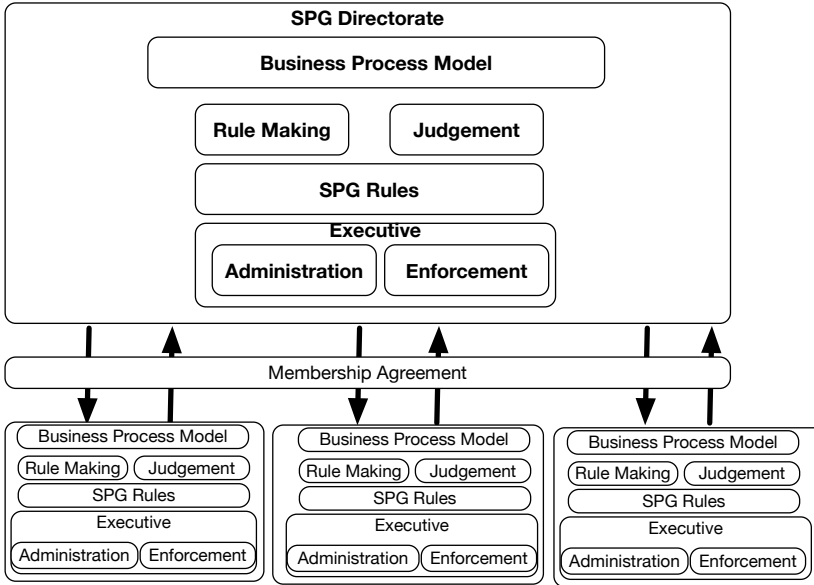 SPG Directorate
Business Process Model
Rule Making
Judgement
SPG Rules
Executive
Administration
Enforcement
Membership Agreement
Business Process Model
Rule Making
Judgement
SPG Rules
Executive
Administration
Enforcement
Business Process Model
Rule Making
Judgement
SPG Rules
Executive
Administration
Enforcement
Business Process Model
Rule Making
Judgement
SPG Rules
Executive
Administration
Enforcement